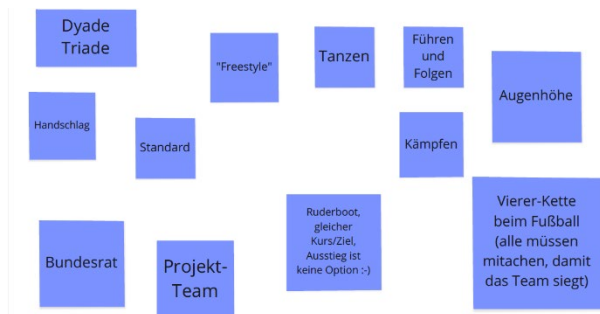 Dyade
Triade
"Freestyle"
Tanzen
Führen
und
Folgen
Augenhöhe
Handschlag
Standard
Kämpfen
Bundesrat
Projekt-
Team
Ruderboot,
gleicher
Kurs/Ziel,
Ausstieg ist
keine Option :-)
Vierer-Kette
beim Fußball
(alle müssen
mitachen, damit
das Team siegt)